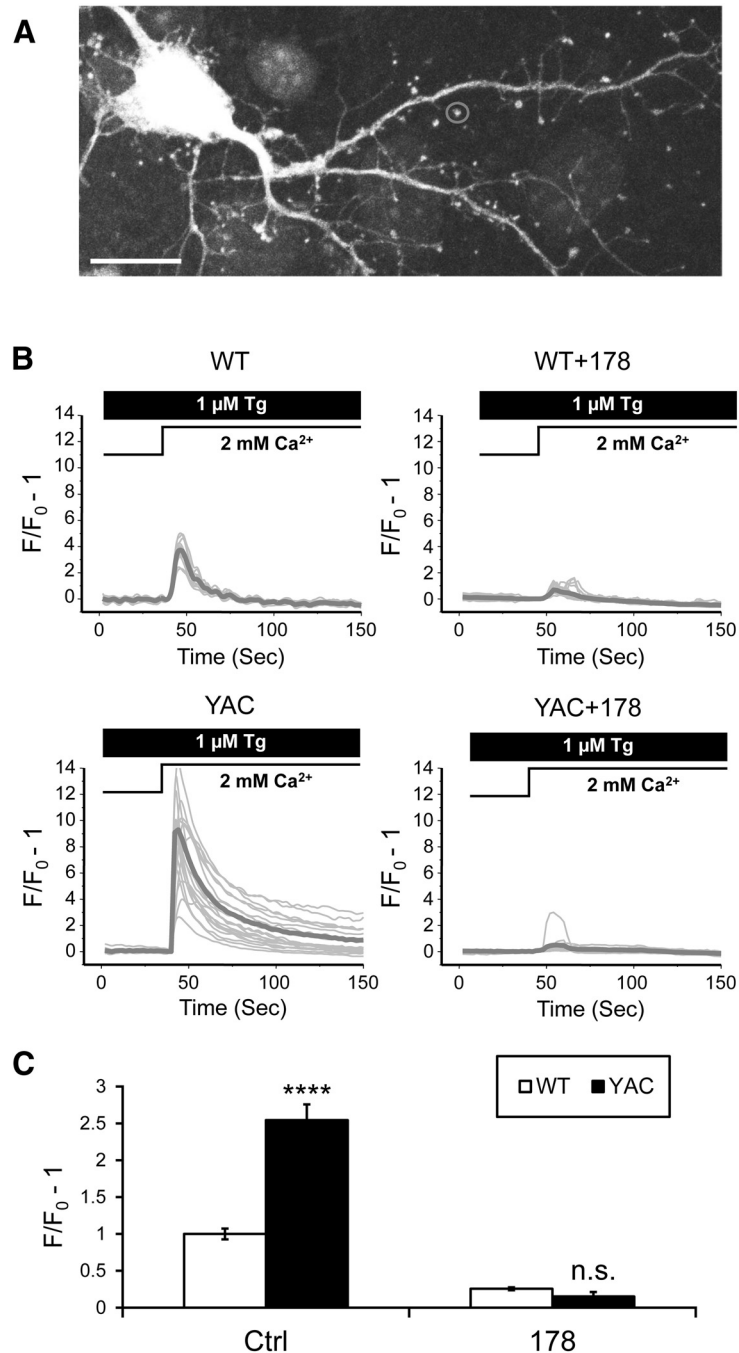 A
B
WT
WT+178
1 µM Tg
2 mM Ca²⁺
14
12
10
8
6
4
2
0
F/F₀ - 1
0
50
100
150
Time (Sec)
1 µM Tg
2 mM Ca²⁺
14
12
10
8
6
4
2
0
F/F₀ - 1
0
50
100
150
Time (Sec)
YAC
YAC+178
1 µM Tg
2 mM Ca²⁺
14
12
10
8
6
4
2
0
F/F₀ - 1
0
50
100
150
Time (Sec)
1 µM Tg
2 mM Ca²⁺
14
12
10
8
6
4
2
0
F/F₀ - 1
0
50
100
150
Time (Sec)
C
3
2.5
2
1.5
1
0.5
0
F/F₀ - 1
****
WT YAC
n.s.
Ctrl
178